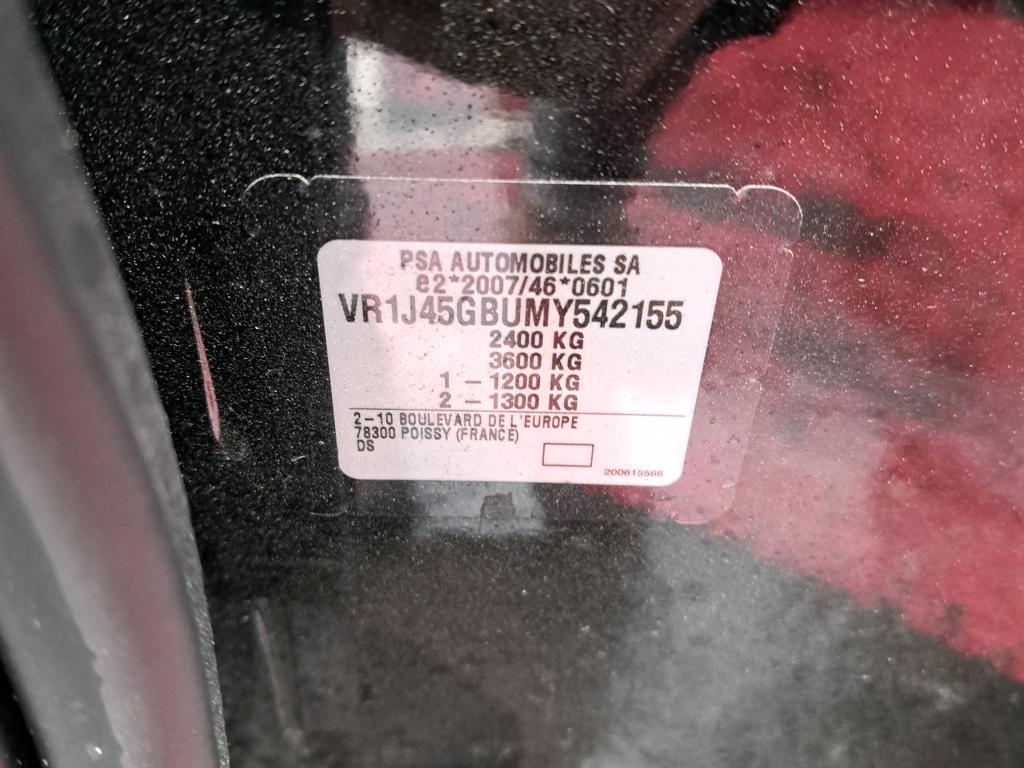 PSA AUTOMOBILES SA
e2*2007/46*0601
VR1J45GBUMY542155
2400 KG
3600 KG
1 – 1200 KG
2 – 1300 KG
2–10 BOULEVARD DE L'EUROPE
78300 POISSY (FRANCE)
DS
200615566